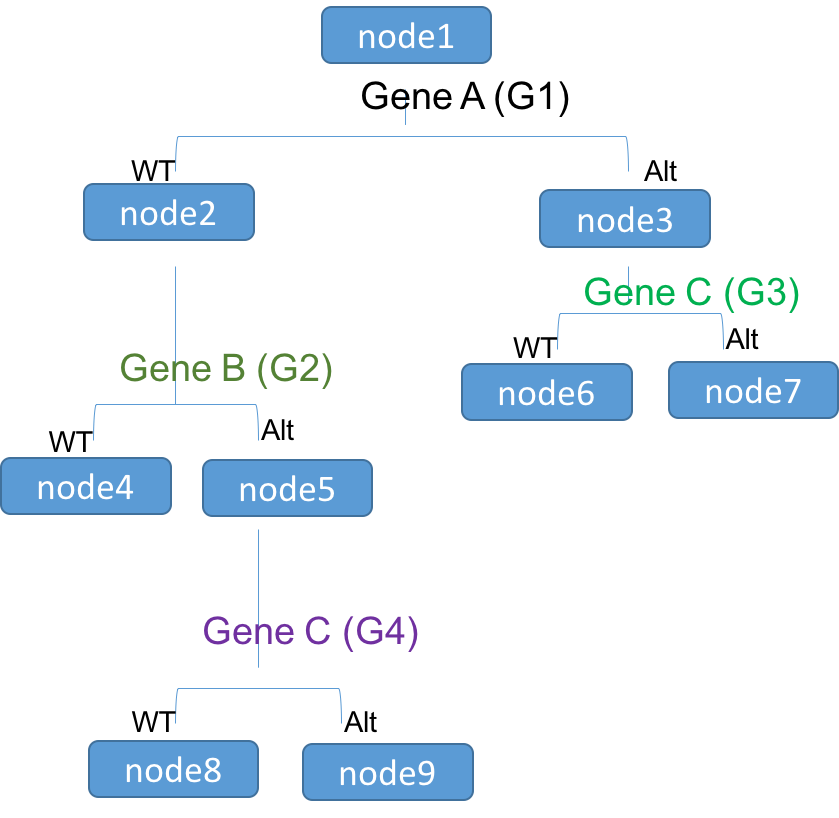 node1
Gene A (G1)
WT
Alt
node2
node3
Gene C (G3)
WT
Alt
Gene B (G2)
node6
node7
WT
Alt
node4
node5
Gene C (G4)
WT
Alt
node8
node9